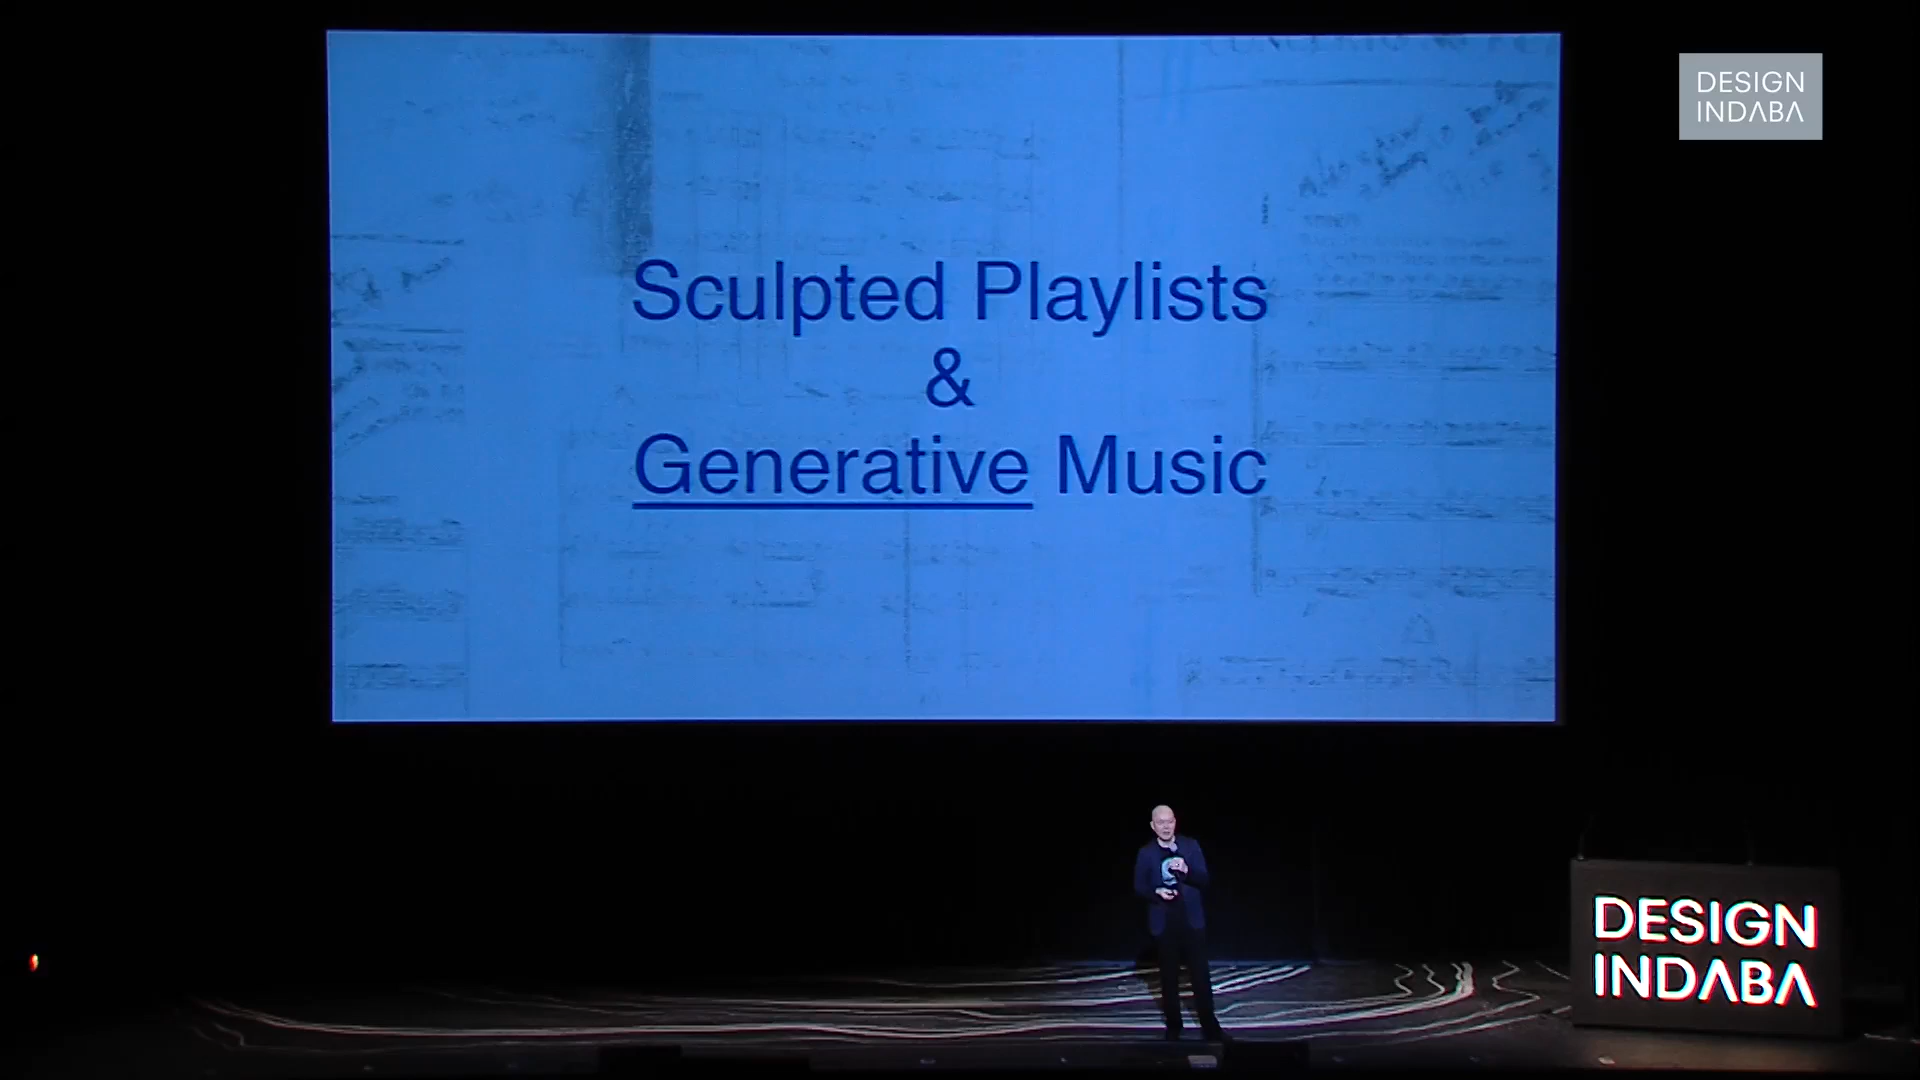 DESIGN
INDABA
Sculpted Playlists
&
Generative Music
DESIGN
INDABA